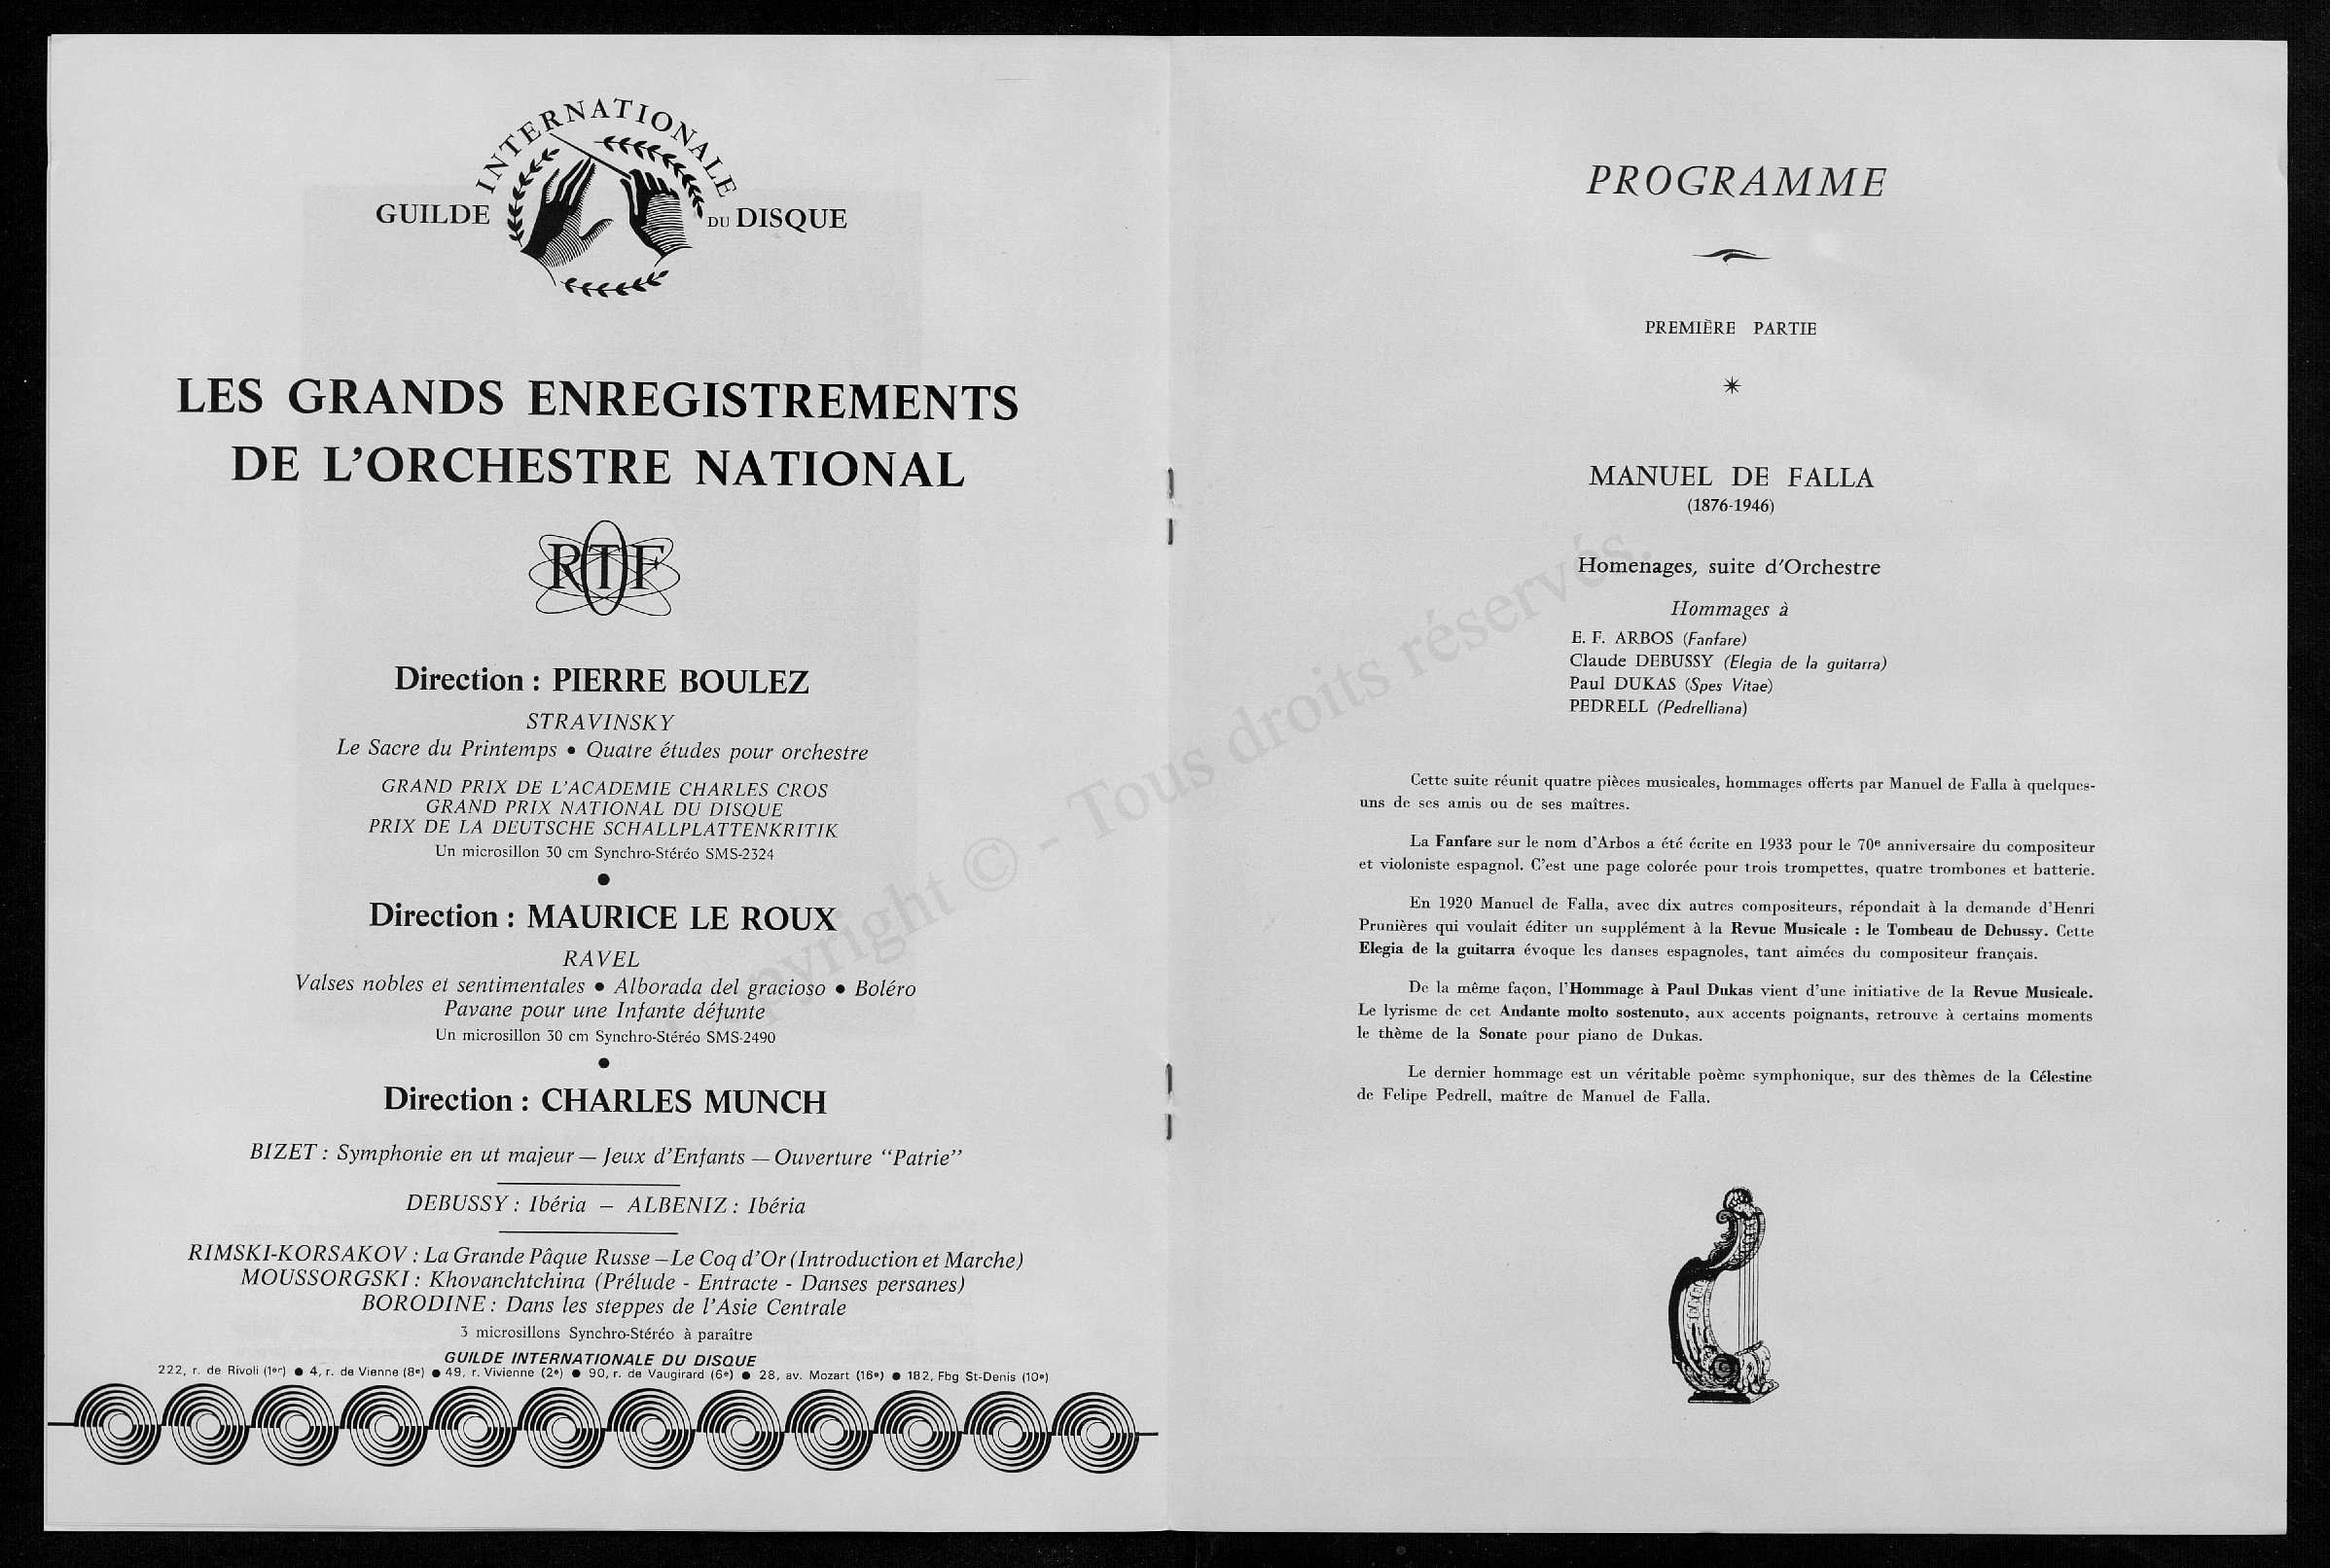 GUILDE INTERNATIONALE DU DISQUE
LES GRANDS ENREGISTREMENTS
DE L'ORCHESTRE NATIONAL
RTF
Direction : PIERRE BOULEZ
STRAVINSKY
Le Sacre du Printemps ● Quatre études pour orchestre
GRAND PRIX DE L'ACADEMIE CHARLES CROS
GRAND PRIX NATIONAL DU DISQUE
PRIX DE LA DEUTSCHE SCHALLPLATTENKRITIK
Un microsillon 30 cm Synchro-Stéréo SMS-2324
●
Direction : MAURICE LE ROUX
RAVEL
Valses nobles et sentimentales ● Alborada del gracioso ● Boléro
Pavane pour une Infante défunte
Un microsillon 30 cm Synchro-Stéréo SMS-2490
●
Direction : CHARLES MUNCH
BIZET : Symphonie en ut majeur — Jeux d'Enfants — Ouverture "Patrie"
DEBUSSY : Ibéria — ALBENIZ : Ibéria
RIMSKI-KORSAKOV : La Grande Pâque Russe — Le Coq d'Or (Introduction et Marche)
MOUSSORGSKI : Khovanchtchina (Prélude - Entracte - Danses persanes)
BORODINE : Dans les steppes de l'Asie Centrale
3 microsillons Synchro-Stéréo à paraître
GUILDE INTERNATIONALE DU DISQUE
222, r. de Rivoli (1er) ● 4, r. de Vienne (8e) ● 49, r. Vivienne (2e) ● 90, r. de Vaugirard (6e) ● 28, av. Mozart (16e) ● 182, Fbg St-Denis (10e)
PROGRAMME
PREMIÈRE PARTIE
MANUEL DE FALLA
(1876-1946)
Homenages, suite d'Orchestre
Hommages à
E. F. ARBOS (Fanfare)
Claude DEBUSSY (Elegia de la guitarra)
Paul DUKAS (Spes Vitae)
PEDRELL (Pedrelliana)
Cette suite réunit quatre pièces musicales, hommages offerts par Manuel de Falla à quelques-
uns de ses amis ou de ses maîtres.
La Fanfare sur le nom d'Arbos a été écrite en 1933 pour le 70e anniversaire du compositeur
et violoniste espagnol. C'est une page colorée pour trois trompettes, quatre trombones et batterie.
En 1920 Manuel de Falla, avec dix autres compositeurs, répondait à la demande d'Henri
Prunières qui voulait éditer un supplément à la Revue Musicale : le Tombeau de Debussy. Cette
Elegia de la guitarra évoque les danses espagnoles, tant aimées du compositeur français.
De la même façon, l'Hommage à Paul Dukas vient d'une initiative de la Revue Musicale.
Le lyrisme de cet Andante molto sostenuto, aux accents poignants, retrouve à certains moments
le thème de la Sonate pour piano de Dukas.
Le dernier hommage est un véritable poème symphonique, sur des thèmes de la Célestine
de Felipe Pedrell, maître de Manuel de Falla.
pyright © - Tous droits réservés.